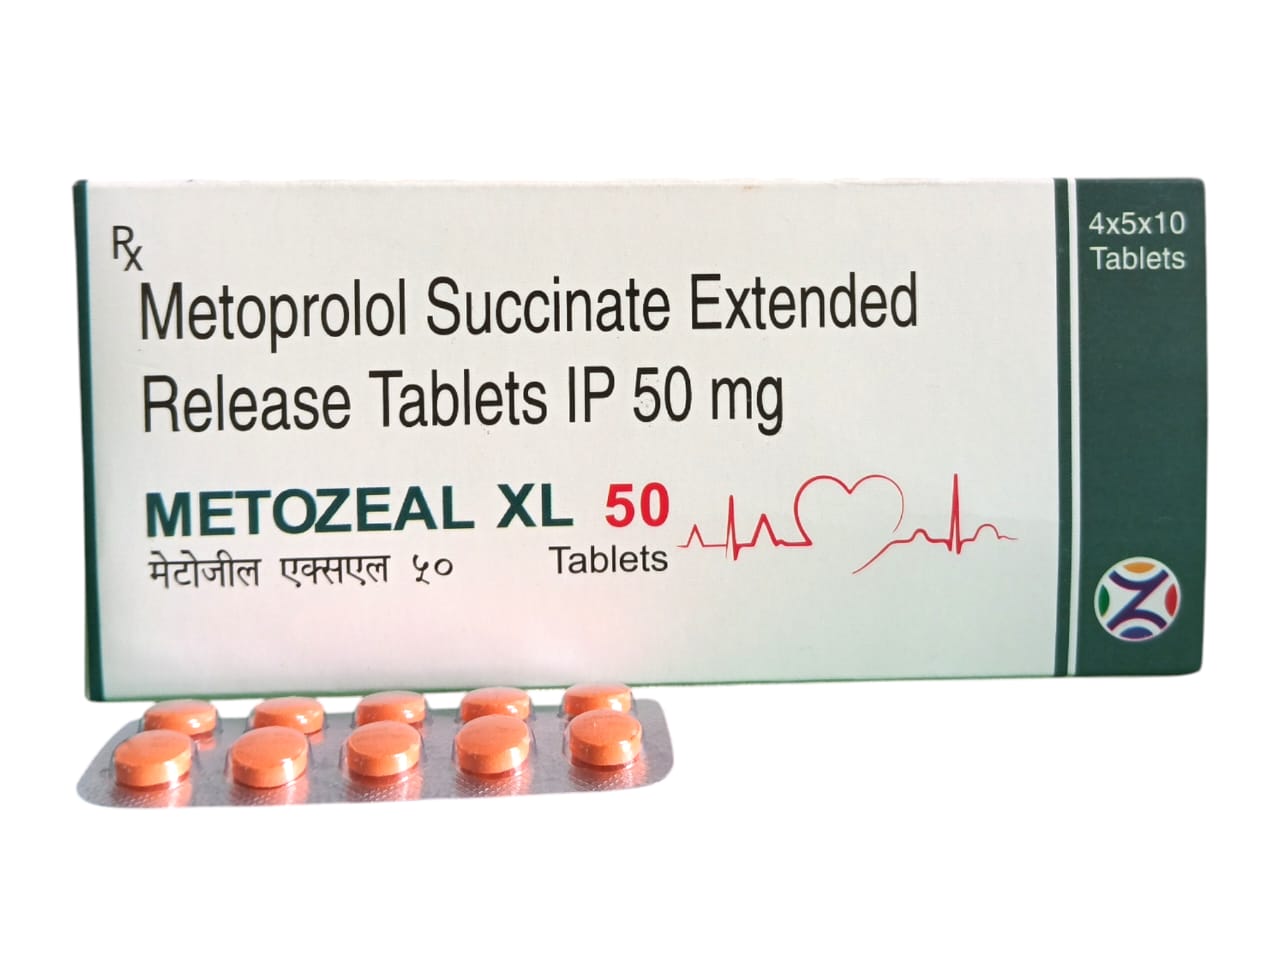 Rx
Metoprolol Succinate Extended
Release Tablets IP 50 mg
METOZEAL XL 50
मेटोजील एक्सएल ५०
Tablets
4x5x10
Tablets